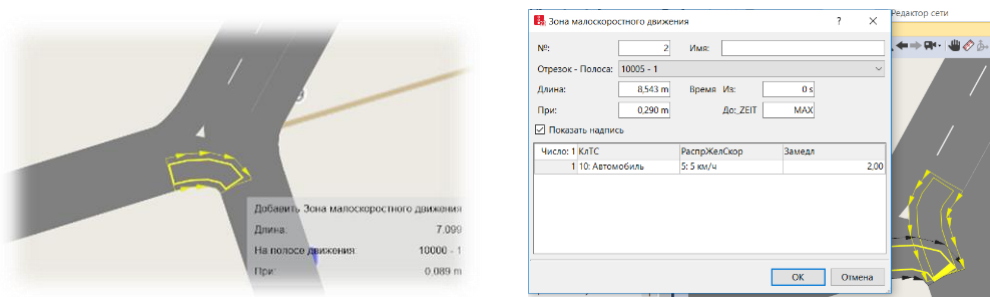 Добавить Зона малоскоростного движения
Длина: 7.099
На полосе движения: 10000 - 1
При: 0,089 m
Редактор сети
Зона малоскоростного движения ? ×
№: 2 Имя:
Отрезок - Полоса: 10005 - 1
Длина: 8,543 m Время Из: 0 s
При: 0,290 m До:_ZEIT MAX
Показать надпись
Число: 1 КлТС РаспрЖелСкор Замедл
1 10: Автомобиль 5: 5 км/ч 2,00
ОК Отмена